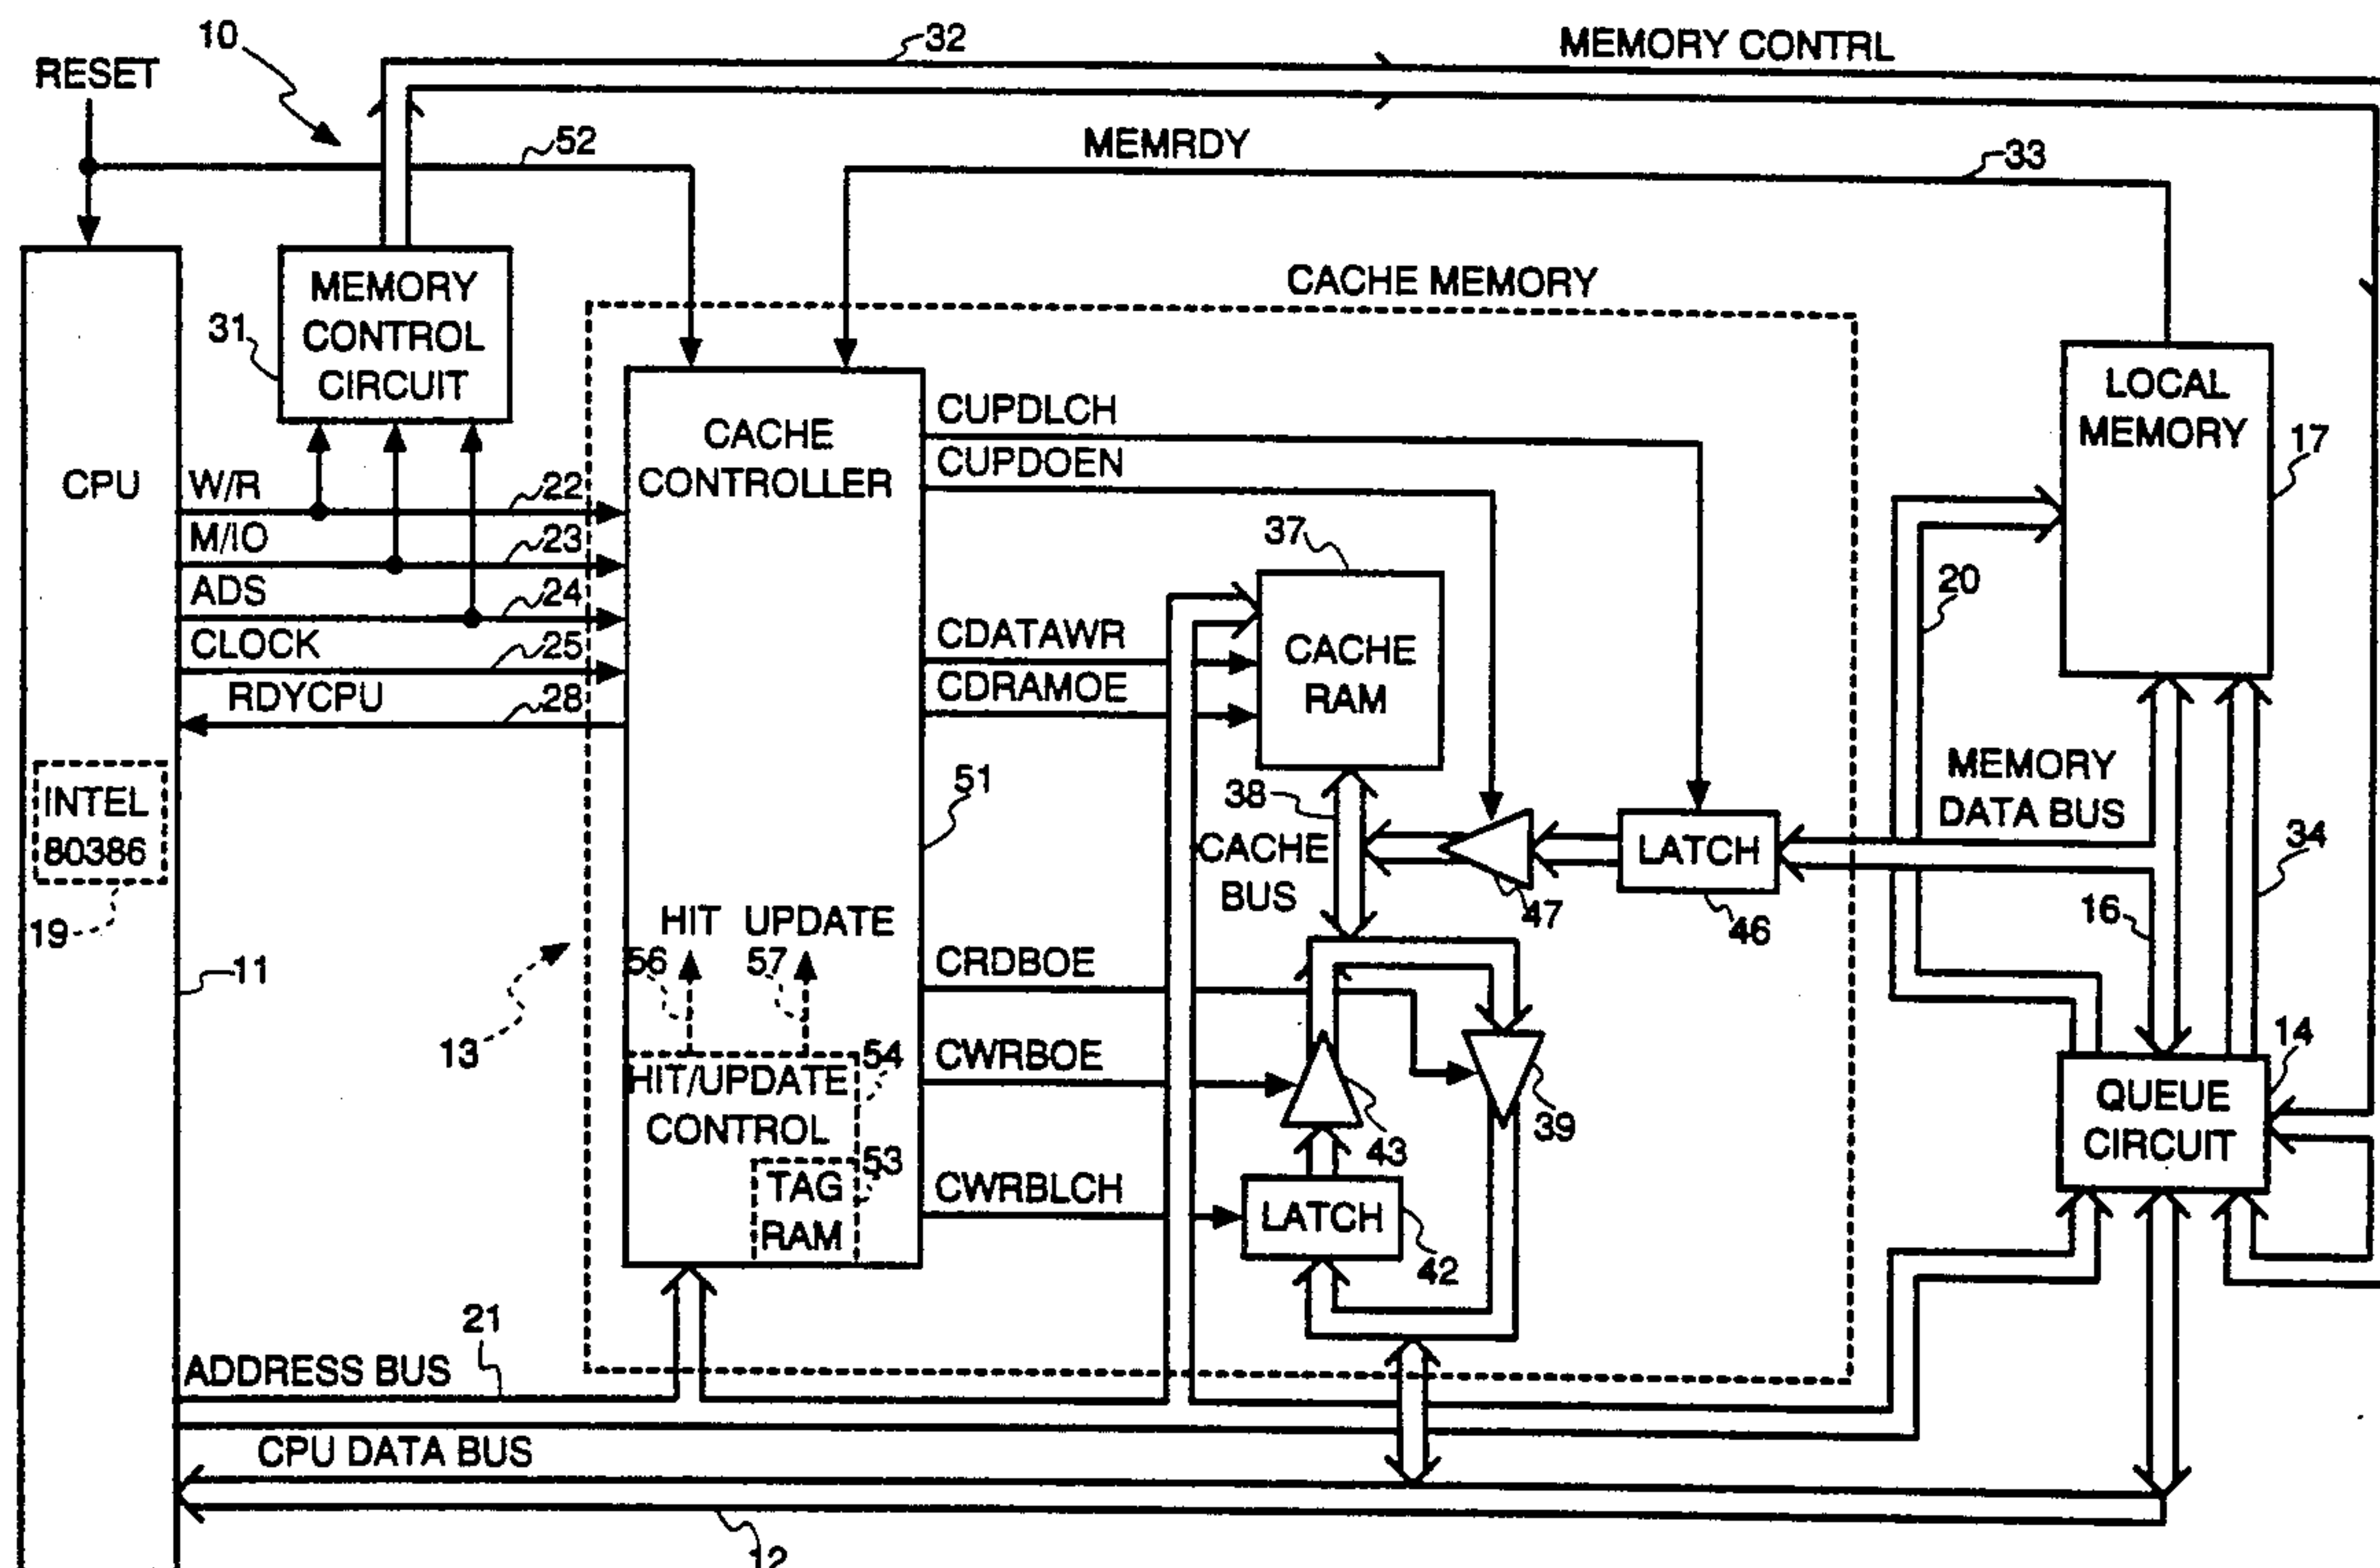 10
32
MEMORY CONTRL
RESET
52
MEMRDY
33
MEMORY
CONTROL
CIRCUIT
31
CACHE MEMORY
CPU
W/R
22
M/IO
23
ADS
24
CLOCK
25
RDYCPU
28
CACHE
CONTROLLER
CUPDLCH
CUPDOEN
37
CACHE
RAM
CDATAWR
CDRAMOE
LOCAL
MEMORY
17
20
INTEL
80386
19
11
51
38
CACHE
BUS
47
LATCH
46
MEMORY
DATA BUS
16
34
HIT
UPDATE
56
57
13
HIT/UPDATE
CONTROL
54
TAG
RAM
53
CRDBOE
CWRBOE
CWRBLCH
43
39
LATCH
42
14
QUEUE
CIRCUIT
ADDRESS BUS
21
CPU DATA BUS
12